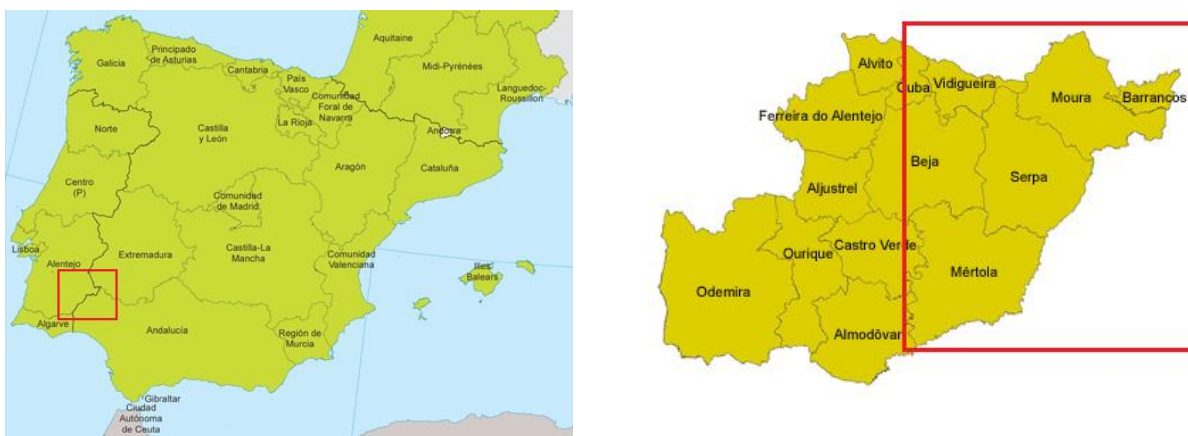 Galicia
Principado
de Asturias
Cantabria
País
Vasco
Comunidad
Foral de
Navarra
La Rioja
Aquitaine
Midi-Pyrénées
Languedoc-
Roussillon
Andorra
Norte
Castilla
y León
Aragón
Cataluña
Centro
(P)
Comunidad
de Madrid
Lisboa
Alentejo
Extremadura
Castilla-La
Mancha
Comunidad
Valenciana
Illes
Balears
Algarve
Andalucía
Región de
Murcia
Gibraltar
Ciudad
Autónoma
de Ceuta
Alvito
Cuba
Vidigueira
Moura
Barrancos
Ferreira do Alentejo
Beja
Serpa
Aljustrel
Castro Verde
Ourique
Mértola
Odemira
Almodôvar